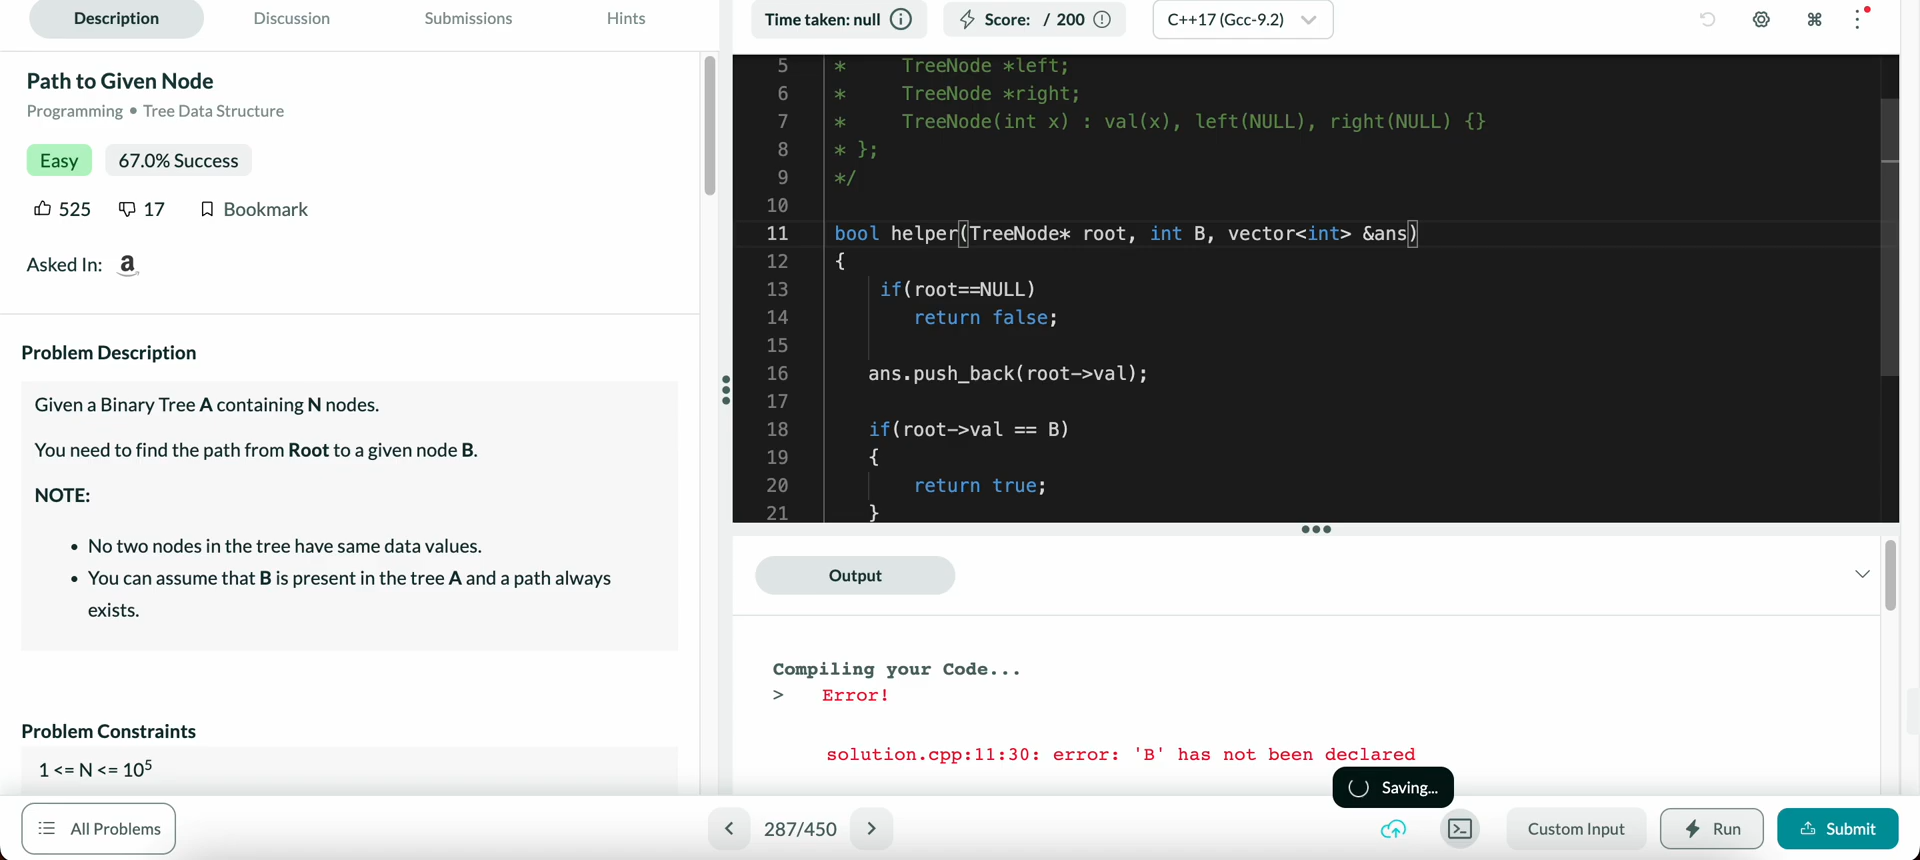 Description Discussion Submissions Hints
Time taken: null Score: / 200 C++17 (Gcc-9.2)
Path to Given Node
Programming • Tree Data Structure
Easy 67.0% Success
525 17 Bookmark
Asked In: a
Problem Description
Given a Binary Tree A containing N nodes.
You need to find the path from Root to a given node B.
NOTE:
• No two nodes in the tree have same data values.
• You can assume that B is present in the tree A and a path always
exists.
Problem Constraints
1 <= N <= 10⁵
5 * TreeNode *left;
6 * TreeNode *right;
7 * TreeNode(int x) : val(x), left(NULL), right(NULL) {}
8 * };
9 */
10
11 bool helper(TreeNode* root, int B, vector<int> &ans)
12 {
13 if(root==NULL)
14 return false;
15
16 ans.push_back(root->val);
17
18 if(root->val == B)
19 {
20 return true;
21 }
Output
Compiling your Code...
> Error!
solution.cpp:11:30: error: 'B' has not been declared
Saving...
All Problems 287/450 Custom Input Run Submit